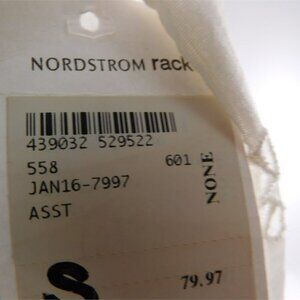 NORDSTROM rack
439032 529522
558 601
JAN16-7997
ASST
NONE
S
79.97